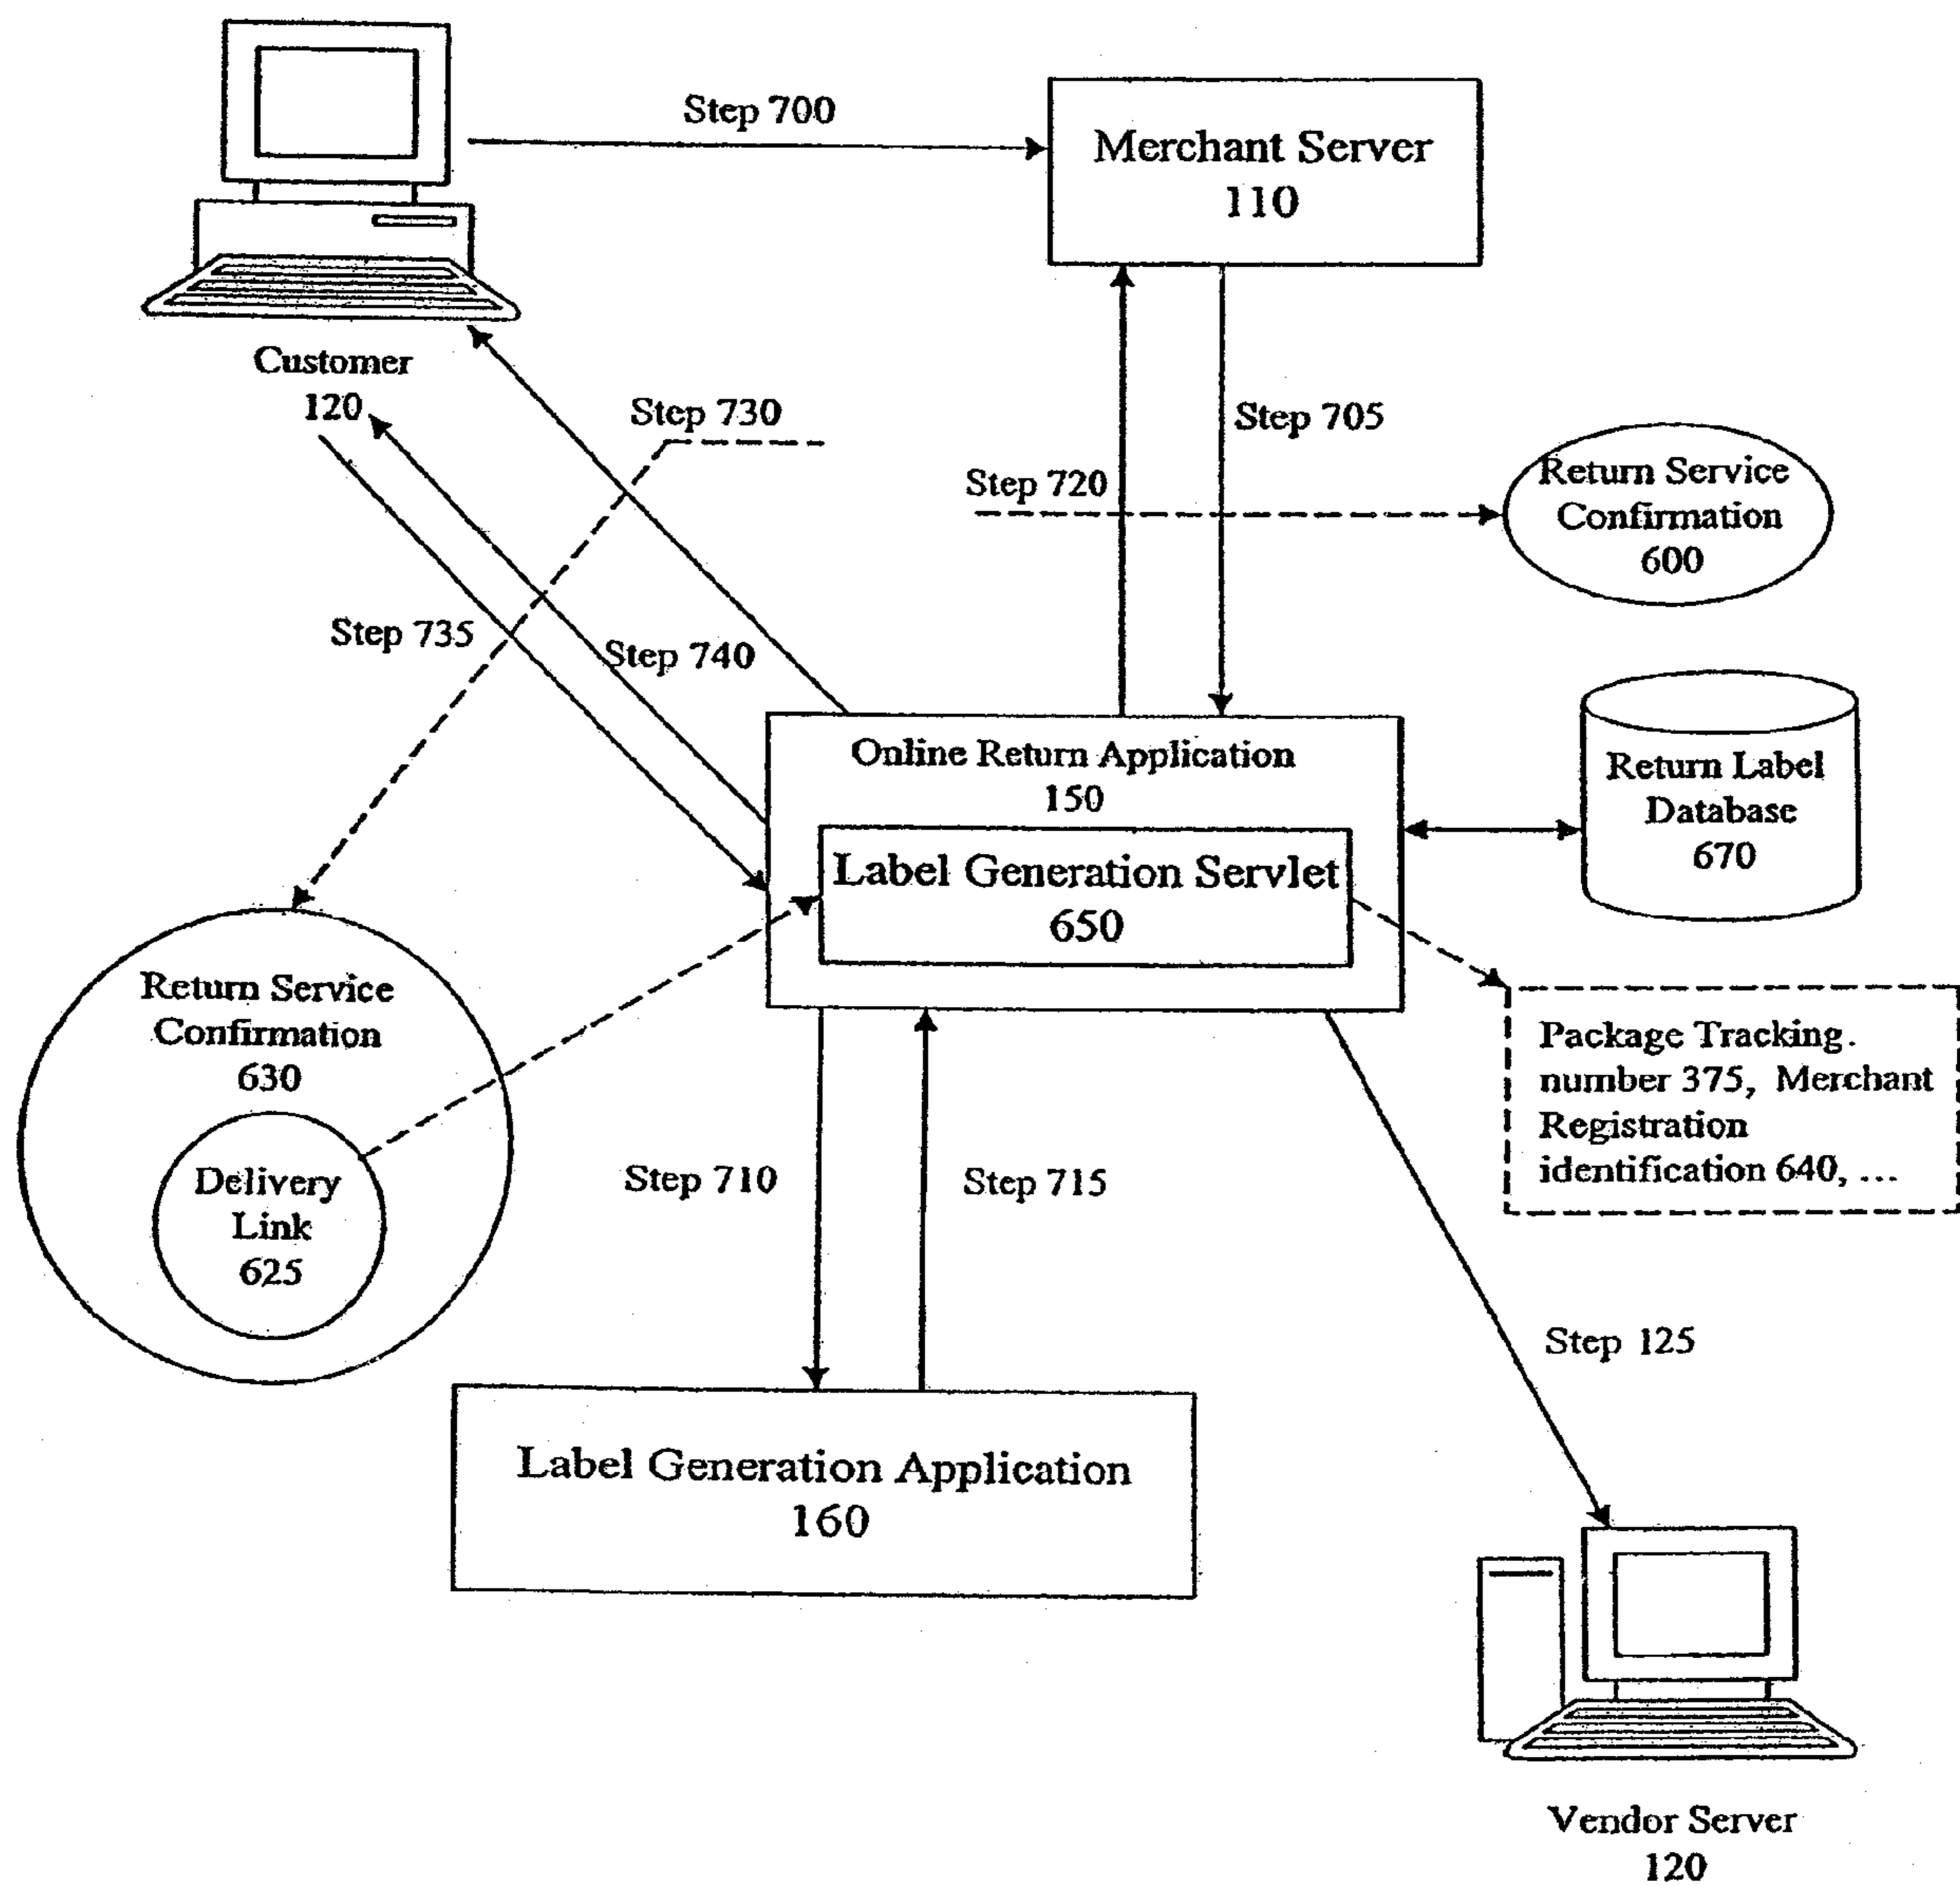 Step 700
Merchant Server
110
Customer
120
Step 730
Step 705
Step 720
Return Service
Confirmation
600
Step 735
Step 740
Online Return Application
150
Label Generation Servlet
650
Return Label
Database
670
Return Service
Confirmation
630
Delivery
Link
625
Package Tracking.
number 375, Merchant
Registration
identification 640, ...
Step 710
Step 715
Step 125
Label Generation Application
160
Vendor Server
120